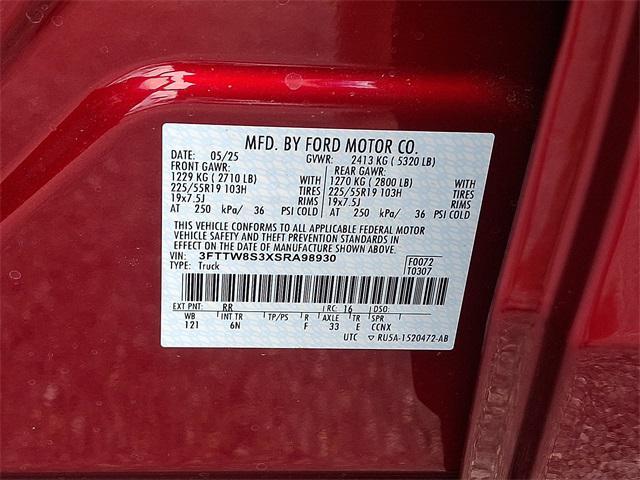 MFD. BY FORD MOTOR CO.
DATE: 05/25 GVWR: 2413 KG ( 5320 LB)
FRONT GAWR: REAR GAWR:
1229 KG ( 2710 LB) WITH 1270 KG ( 2800 LB) WITH
225/55R19 103H TIRES 225/55R19 103H TIRES
19x7.5J RIMS 19x7.5J RIMS
AT 250 kPa/ 36 PSI COLD AT 250 kPa/ 36 PSI COLD
THIS VEHICLE CONFORMS TO ALL APPLICABLE FEDERAL MOTOR
VEHICLE SAFETY AND THEFT PREVENTION STANDARDS IN
EFFECT ON THE DATE OF MANUFACTURE SHOWN ABOVE.
VIN: 3FTTW8S3XSRA98930 F0072
TYPE: Truck T0307
EXT PNT: RR RC: 16 DSO:
WB INT TR TP/PS R AXLE TR SPR
121 6N F 33 E CCNX
UTC ▽ RU5A-1520472-AB